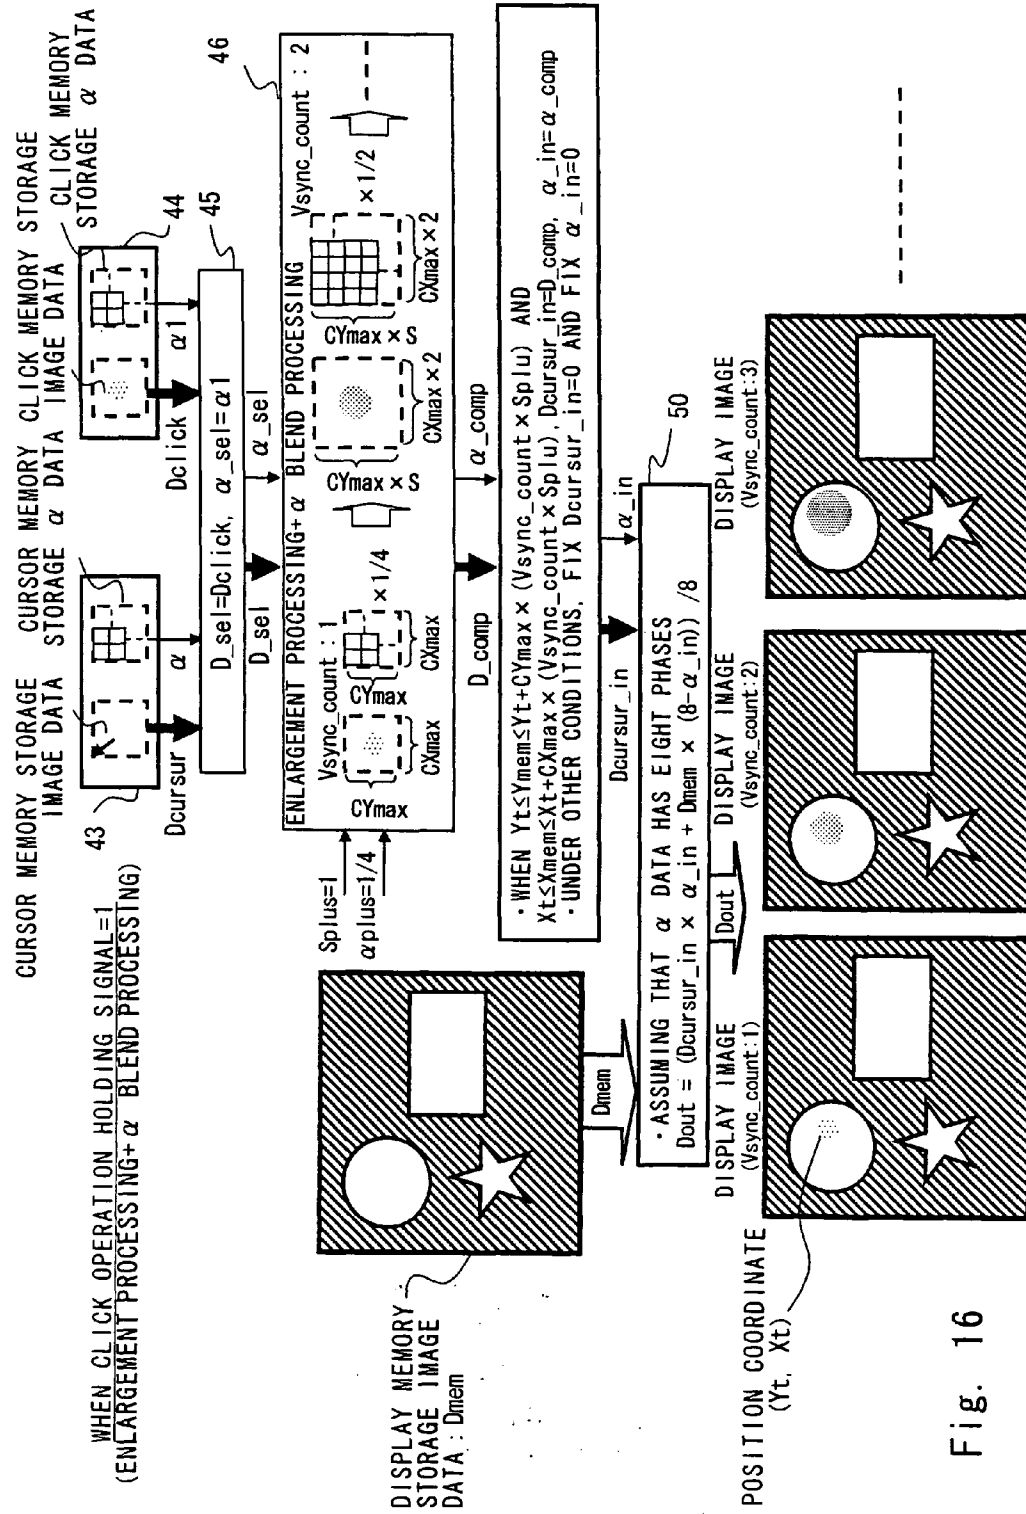 WHEN CLICK OPERATION HOLDING SIGNAL=1
(ENLARGEMENT PROCESSING+α BLEND PROCESSING)
CURSOR MEMORY STORAGE
IMAGE DATA
CURSOR MEMORY
STORAGE α DATA
CLICK MEMORY STORAGE
IMAGE DATA
CLICK MEMORY
STORAGE α DATA
43
44
Dcursur
α
Dclick
α1
45
D_sel=Dclick, α_sel=α1
D_sel
α_sel
46
ENLARGEMENT PROCESSING+α BLEND PROCESSING
Vsync_count : 1
Vsync_count : 2
Splus=1
αplus=1/4
CYmax
CXmax
CYmax
CXmax
×1/4
CYmax×S
CXmax×2
CYmax×S
CXmax×2
×1/2
D_comp
α_comp
・WHEN Yt≤Ymem≤Yt+CYmax×(Vsync_count×Splu) AND
Xt≤Xmem≤Xt+CXmax×(Vsync_count×Splu), Dcursur_in=D_comp, α_in=α_comp
・UNDER OTHER CONDITIONS, FIX Dcursur_in=0 AND FIX α_in=0
DISPLAY MEMORY
STORAGE IMAGE
DATA : Dmem
Dmem
Dcursur_in
α_in
50
・ASSUMING THAT α DATA HAS EIGHT PHASES
Dout = (Dcursur_in × α_in + Dmem × (8-α_in)) /8
Dout
DISPLAY IMAGE
(Vsync_count:1)
DISPLAY IMAGE
(Vsync_count:2)
DISPLAY IMAGE
(Vsync_count:3)
POSITION COORDINATE
(Yt, Xt)
Fig. 16